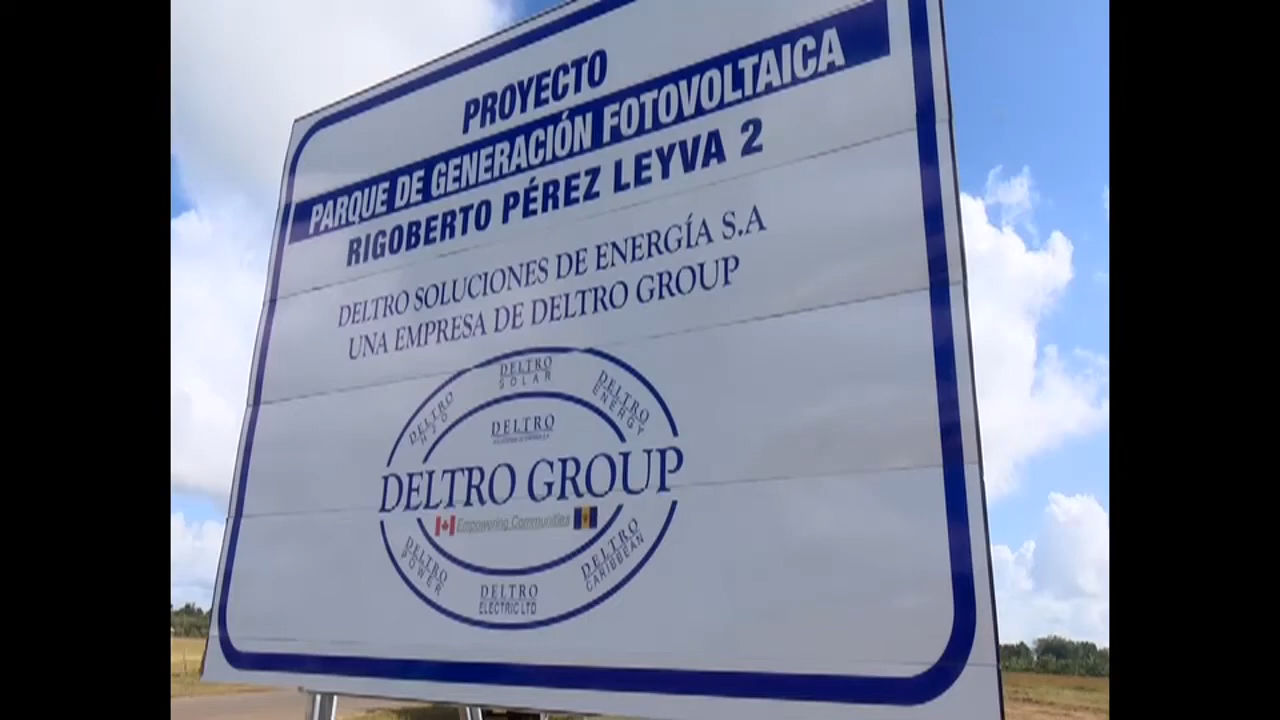 PROYECTO
PARQUE DE GENERACIÓN FOTOVOLTAICA
RIGOBERTO PÉREZ LEYVA 2
DELTRO SOLUCIONES DE ENERGÍA S.A
UNA EMPRESA DE DELTRO GROUP
DELTRO
SOLAR
DELTRO
H2O
DELTRO
ENERGY
DELTRO
DELTRO GROUP
Empowering Communities
DELTRO
POWER
DELTRO
CARIBBEAN
DELTRO
ELECTRIC LTD